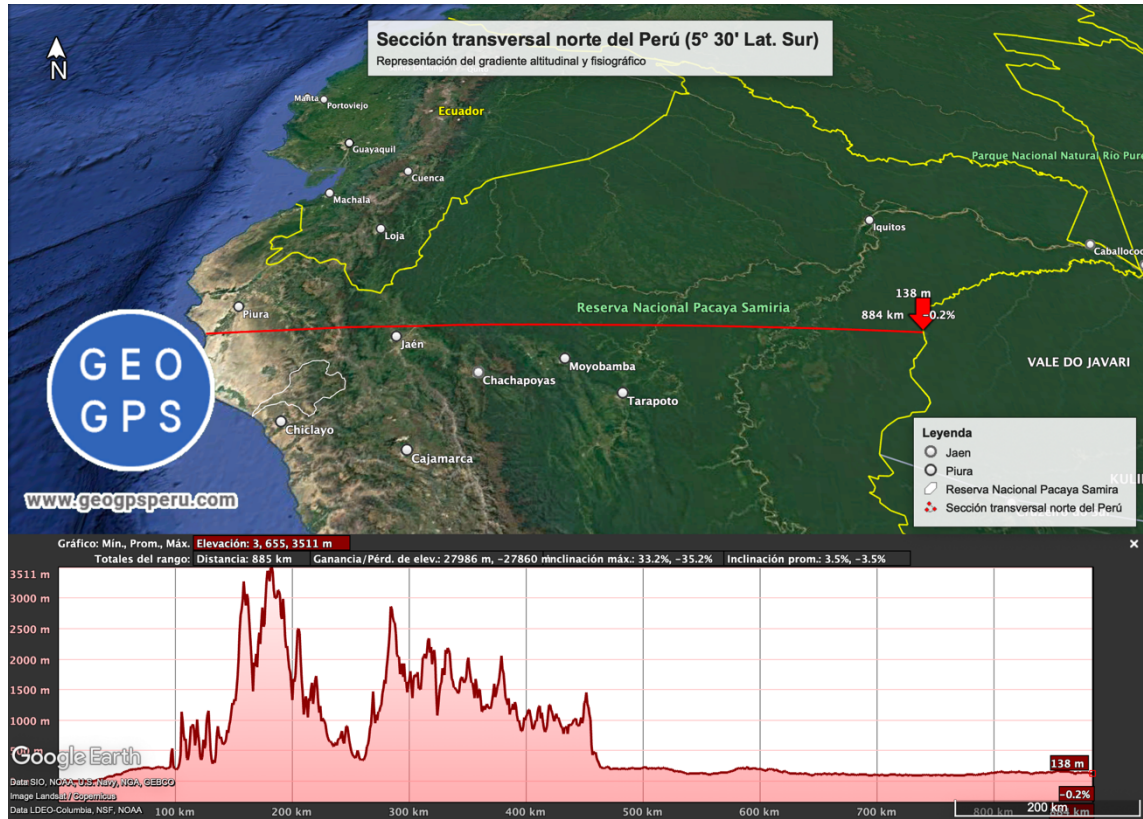 Sección transversal norte del Perú (5° 30' Lat. Sur)
Representación del gradiente altitudinal y fisiográfico
N
Manta
Portoviejo
Ecuador
Guayaquil
Parque Nacional Natural Rio Pure
Cuenca
Machala
Iquitos
Loja
Caballococ
138 m
Reserva Nacional Pacaya Samiria
Piura
884 km
-0.2%
Jaén
GEO
GPS
Moyobamba
VALE DO JAVARI
Chachapoyas
Tarapoto
Chiclayo
Leyenda
Jaen
Piura
Reserva Nacional Pacaya Samira
Sección transversal norte del Perú
Cajamarca
KULI
www.geogpsperu.com
Gráfico: Mín., Prom., Máx. Elevación: 3, 655, 3511 m
Totales del rango: Distancia: 885 km Ganancia/Pérd. de elev.: 27986 m, -27860 m Inclinación máx.: 33.2%, -35.2% Inclinación prom.: 3.5%, -3.5%
3511 m
3000 m
2500 m
2000 m
1500 m
1000 m
Google Earth
138 m
Data SIO, NOAA, U.S. Navy, NGA, GEBCO
Image Landsat / Copernicus
-0.2%
Data LDEO-Columbia, NSF, NOAA
100 km 200 km 300 km 400 km 500 km 600 km 700 km 800 km
200 km